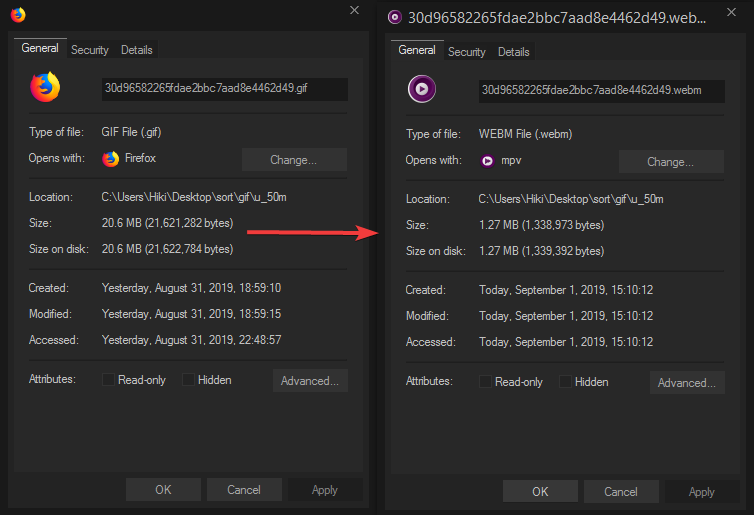 General Security Details
30d96582265fdae2bbc7aad8e4462d49.gif
Type of file: GIF File (.gif)
Opens with: Firefox Change...
Location: C:\Users\Hiki\Desktop\sort\gif\u_50m
Size: 20.6 MB (21,621,282 bytes)
Size on disk: 20.6 MB (21,622,784 bytes)
Created: Yesterday, August 31, 2019, 18:59:10
Modified: Yesterday, August 31, 2019, 18:59:15
Accessed: Yesterday, August 31, 2019, 22:48:57
Attributes: Read-only Hidden Advanced...
OK Cancel Apply
30d96582265fdae2bbc7aad8e4462d49.web...
General Security Details
30d96582265fdae2bbc7aad8e4462d49.webm
Type of file: WEBM File (.webm)
Opens with: mpv Change...
Location: C:\Users\Hiki\Desktop\sort\gif\u_50m
Size: 1.27 MB (1,338,973 bytes)
Size on disk: 1.27 MB (1,339,392 bytes)
Created: Today, September 1, 2019, 15:10:12
Modified: Today, September 1, 2019, 15:10:12
Accessed: Today, September 1, 2019, 15:10:12
Attributes: Read-only Hidden Advanced...
OK Cancel Apply